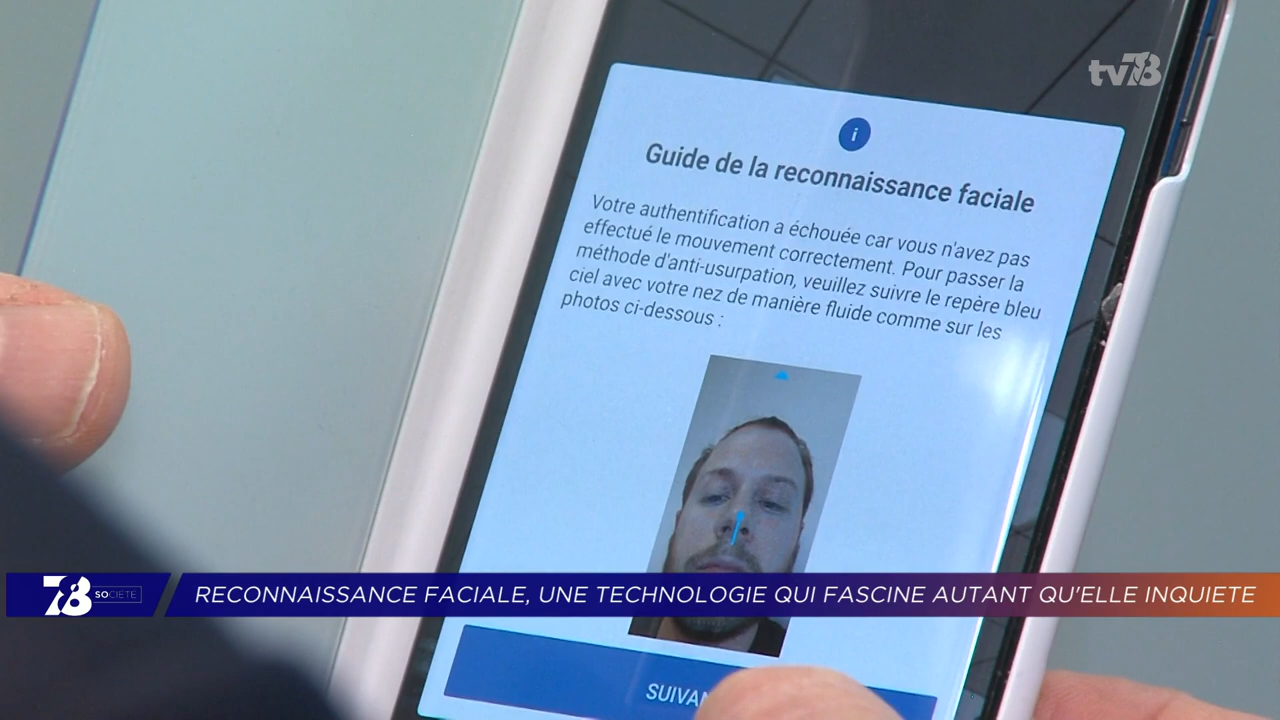 tv78
i
Guide de la reconnaissance faciale
Votre authentification a échouée car vous n'avez pas
effectué le mouvement correctement. Pour passer la
méthode d'anti-usurpation, veuillez suivre le repère bleu
ciel avec votre nez de manière fluide comme sur les
photos ci-dessous :
78 SOCIÉTÉ RECONNAISSANCE FACIALE, UNE TECHNOLOGIE QUI FASCINE AUTANT QU'ELLE INQUIETE